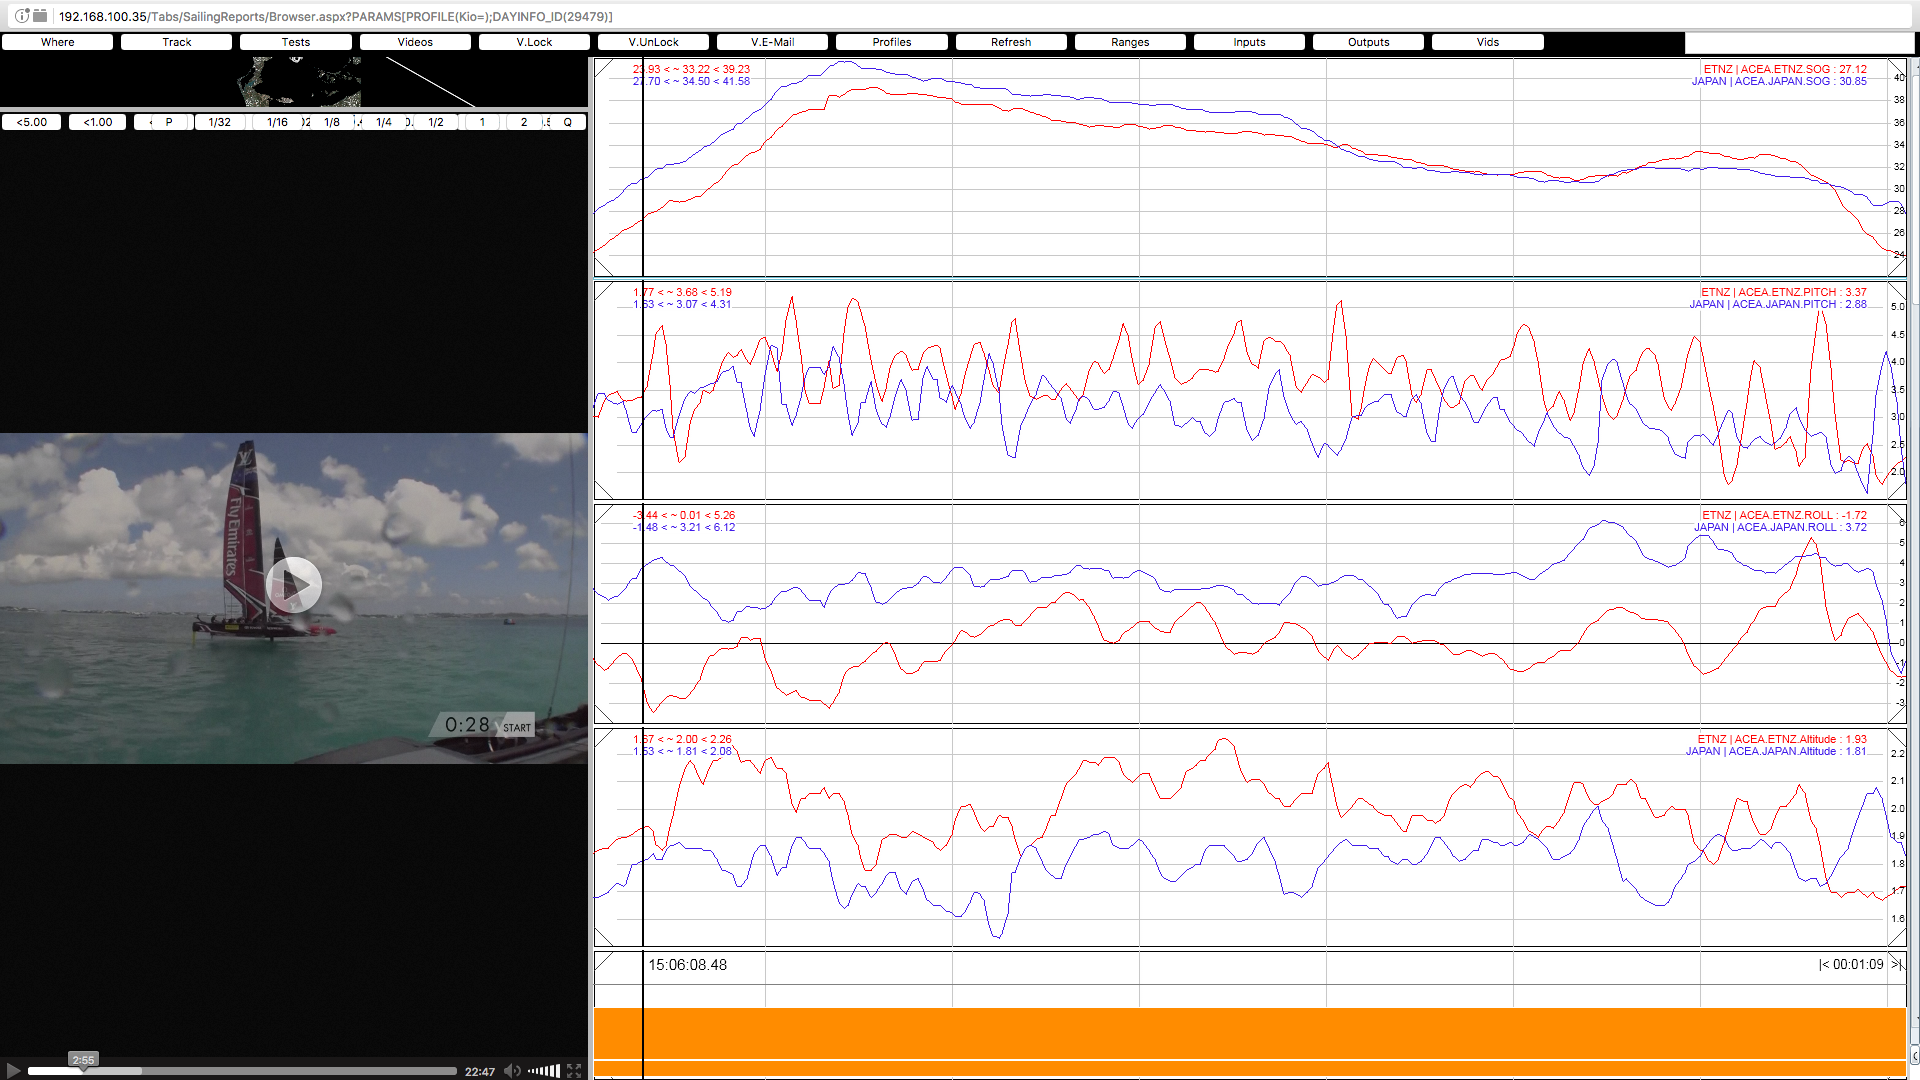 192.168.100.35/Tabs/SailingReports/Browser.aspx?PARAMS[PROFILE(Kio=);DAYINFO_ID(29479)]
Where Track Tests Videos V.Lock V.UnLock V.E-Mail Profiles Refresh Ranges Inputs Outputs Vids
<5.00 <1.00 P 1/32 1/16 1/8 1/4 1/2 1 2 Q
23.93 < ~ 33.22 < 39.23
27.70 < ~ 34.50 < 41.58
ETNZ | ACEA.ETNZ.SOG : 27.12
JAPAN | ACEA.JAPAN.SOG : 30.85
40
38
36
34
32
30
28
26
24
1.77 < ~ 3.68 < 5.19
1.63 < ~ 3.07 < 4.31
ETNZ | ACEA.ETNZ.PITCH : 3.37
JAPAN | ACEA.JAPAN.PITCH : 2.88
5.0
4.5
4.0
3.5
3.0
2.5
2.0
-3.44 < ~ 0.01 < 5.26
-1.48 < ~ 3.21 < 6.12
ETNZ | ACEA.ETNZ.ROLL : -1.72
JAPAN | ACEA.JAPAN.ROLL : 3.72
6
5
4
3
2
1
0
-1
-2
-3
1.67 < ~ 2.00 < 2.26
1.53 < ~ 1.81 < 2.08
ETNZ | ACEA.ETNZ.Altitude : 1.93
JAPAN | ACEA.JAPAN.Altitude : 1.81
2.2
2.1
2.0
1.9
1.8
1.7
1.6
15:06:08.48
|< 00:01:09 >|
Fly Emirates
0:28 START
2:55
22:47